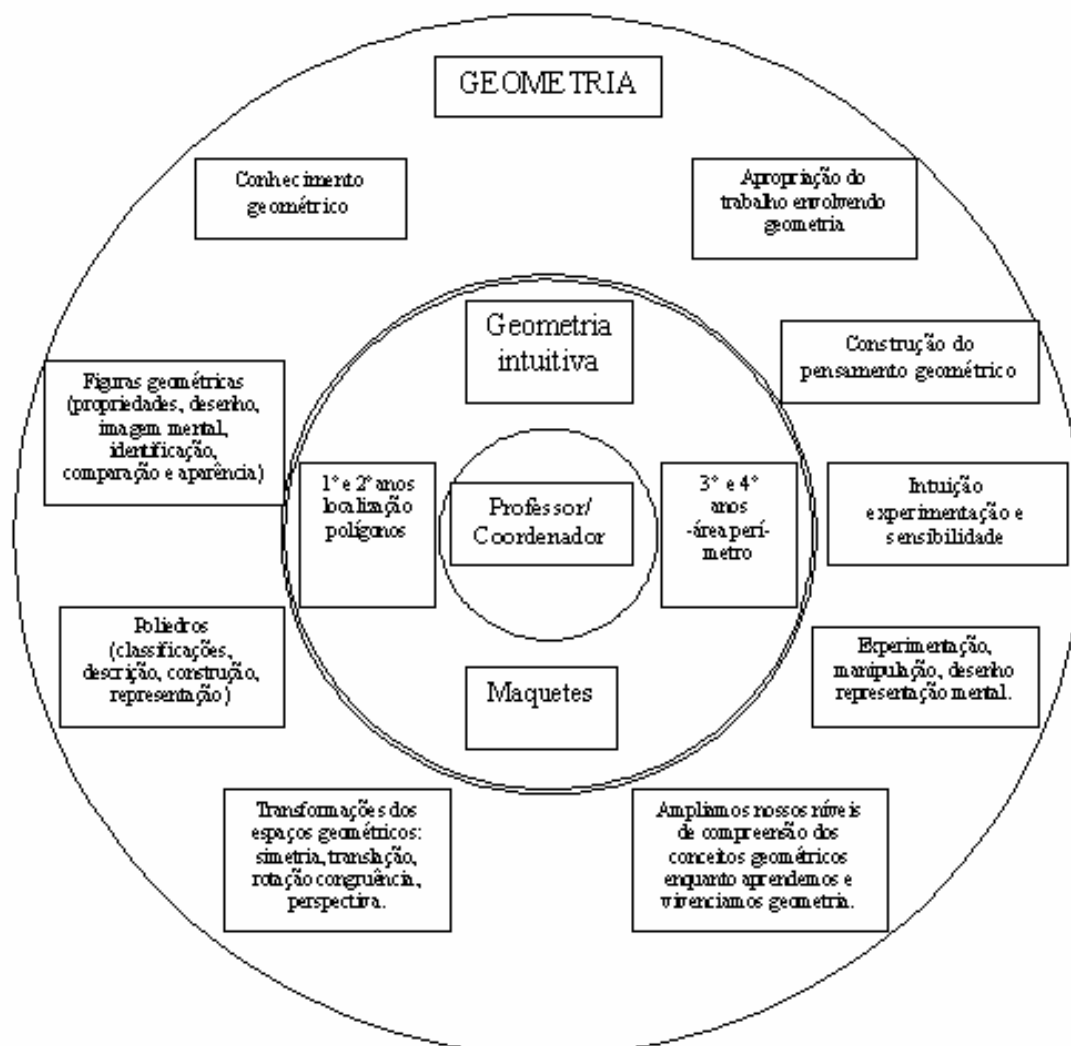 GEOMETRIA
Conhecimento
geométrico
Apropriação do
trabalho envolvendo
geometria
Geometria
intuitiva
Construção do
pensamento geométrico
Figuras geométricas
(propriedades, desenho,
imagem mental,
identificação,
comparação e aparência)
1° e 2° anos
localização
polígonos
Professor/
Coordenador
3° e 4°
anos
-área perí-
metro
Intuição
experimentação e
sensibilidade
Poliedros
(classificações,
descrição, construção,
representação)
Maquetes
Experimentação,
manipulação, desenho
representação mental.
Transformações dos
espaços geométricos:
simetria, translação,
rotação congruência,
perspectiva.
Ampliamos nossos níveis
de compreensão dos
conceitos geométricos
enquanto aprendemos e
vivenciamos geometria.